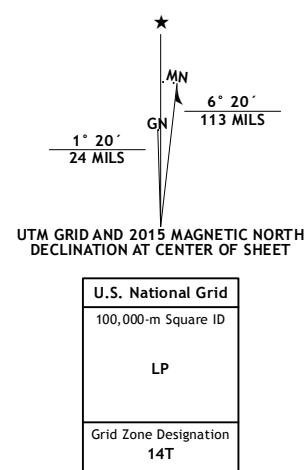 ★
MN
GN
6° 20´
113 MILS
1° 20´
24 MILS
UTM GRID AND 2015 MAGNETIC NORTH
DECLINATION AT CENTER OF SHEET
U.S. National Grid
100,000-m Square ID
LP
Grid Zone Designation
14T